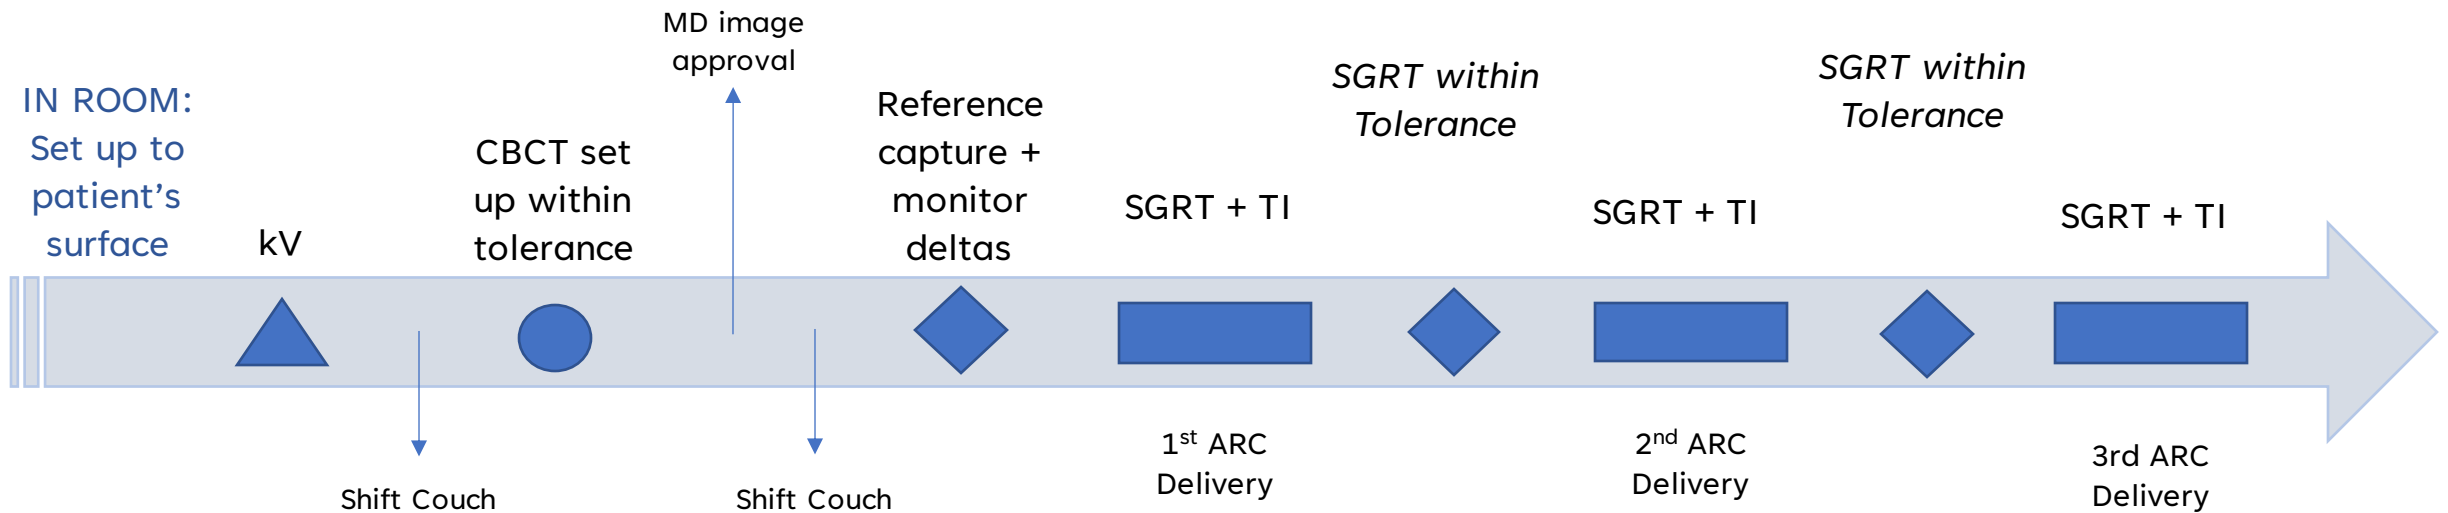 IN ROOM:
Set up to
patient’s
surface
kV
Shift Couch
CBCT set
up within
tolerance
MD image
approval
Shift Couch
Reference
capture +
monitor
deltas
SGRT + TI
1st ARC
Delivery
SGRT within
Tolerance
SGRT + TI
2nd ARC
Delivery
SGRT within
Tolerance
SGRT + TI
3rd ARC
Delivery